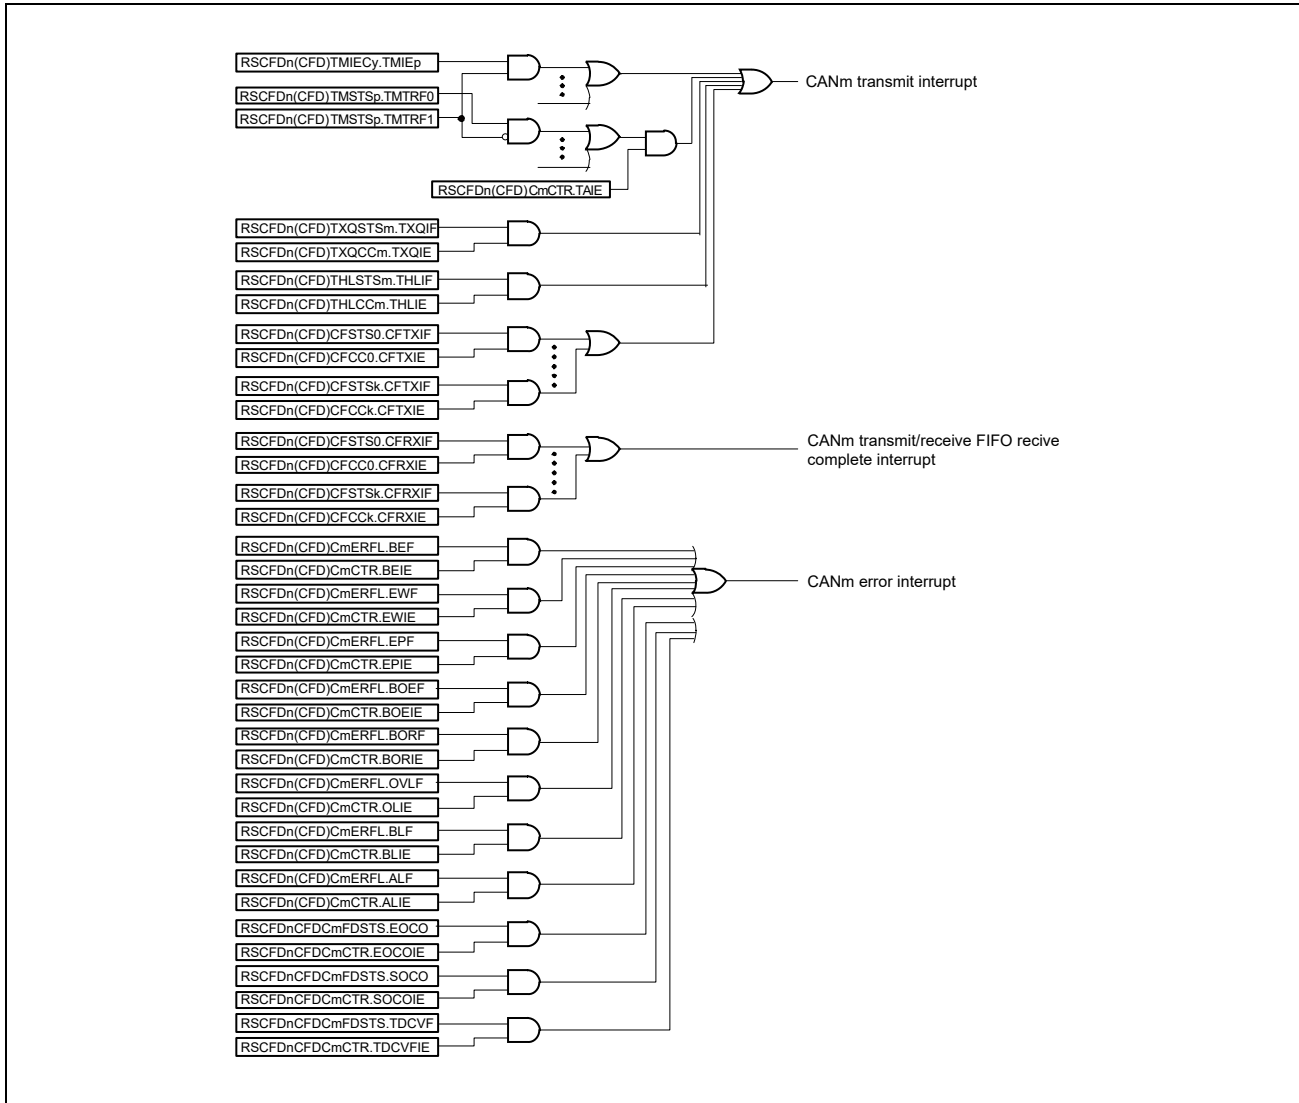 RSCFDn(CFD)TMIECy.TMIEp
RSCFDn(CFD)TMSTSp.TMTRF0
RSCFDn(CFD)TMSTSp.TMTRF1
CANm transmit interrupt
RSCFDn(CFD)CmCTR.TAIE
RSCFDn(CFD)TXQSTSm.TXQIF
RSCFDn(CFD)TXQCCm.TXQIE
RSCFDn(CFD)THLSTSm.THLIF
RSCFDn(CFD)THLCCm.THLIE
RSCFDn(CFD)CFSTS0.CFTXIF
RSCFDn(CFD)CFCC0.CFTXIE
RSCFDn(CFD)CFSTSk.CFTXIF
RSCFDn(CFD)CFCCk.CFTXIE
RSCFDn(CFD)CFSTS0.CFRXIF
RSCFDn(CFD)CFCC0.CFRXIE
CANm transmit/receive FIFO recive
complete interrupt
RSCFDn(CFD)CFSTSk.CFRXIF
RSCFDn(CFD)CFCCk.CFRXIE
RSCFDn(CFD)CmERFL.BEF
RSCFDn(CFD)CmCTR.BEIE
CANm error interrupt
RSCFDn(CFD)CmERFL.EWF
RSCFDn(CFD)CmCTR.EWIE
RSCFDn(CFD)CmERFL.EPF
RSCFDn(CFD)CmCTR.EPIE
RSCFDn(CFD)CmERFL.BOEF
RSCFDn(CFD)CmCTR.BOEIE
RSCFDn(CFD)CmERFL.BORF
RSCFDn(CFD)CmCTR.BORIE
RSCFDn(CFD)CmERFL.OVLF
RSCFDn(CFD)CmCTR.OLIE
RSCFDn(CFD)CmERFL.BLF
RSCFDn(CFD)CmCTR.BLIE
RSCFDn(CFD)CmERFL.ALF
RSCFDn(CFD)CmCTR.ALIE
RSCFDnCFDCmFDSTS.EOCO
RSCFDnCFDCmCTR.EOCOIE
RSCFDnCFDCmFDSTS.SOCO
RSCFDnCFDCmCTR.SOCOIE
RSCFDnCFDCmFDSTS.TDCVF
RSCFDnCFDCmCTR.TDCVFIE